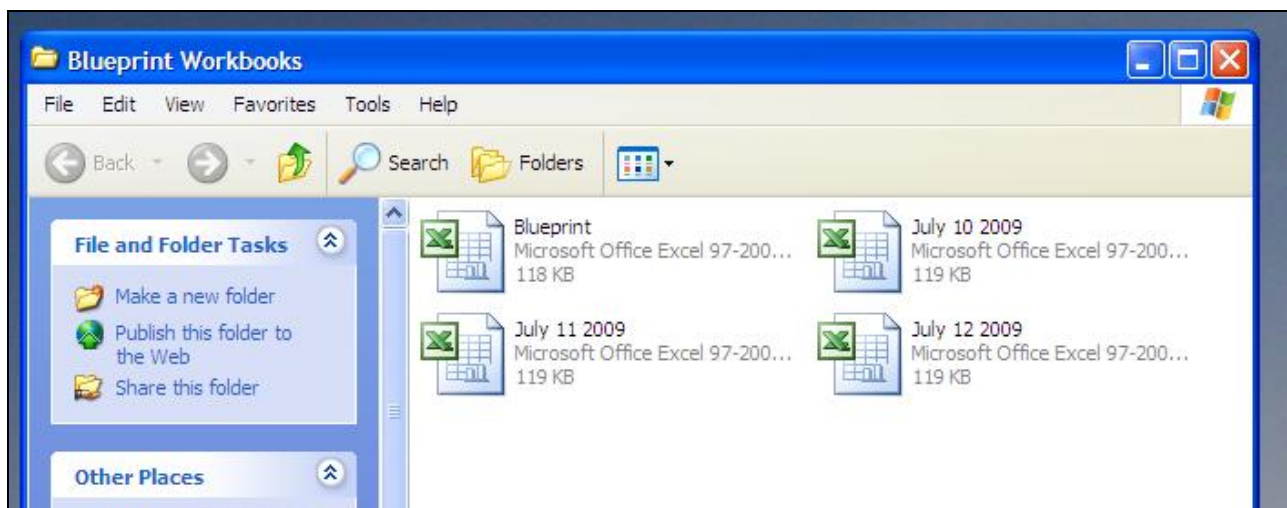 Blueprint Workbooks
File Edit View Favorites Tools Help
Back Search Folders
File and Folder Tasks
Make a new folder
Publish this folder to
the Web
Share this folder
Other Places
Blueprint
Microsoft Office Excel 97-200...
118 KB
July 10 2009
Microsoft Office Excel 97-200...
119 KB
July 11 2009
Microsoft Office Excel 97-200...
119 KB
July 12 2009
Microsoft Office Excel 97-200...
119 KB